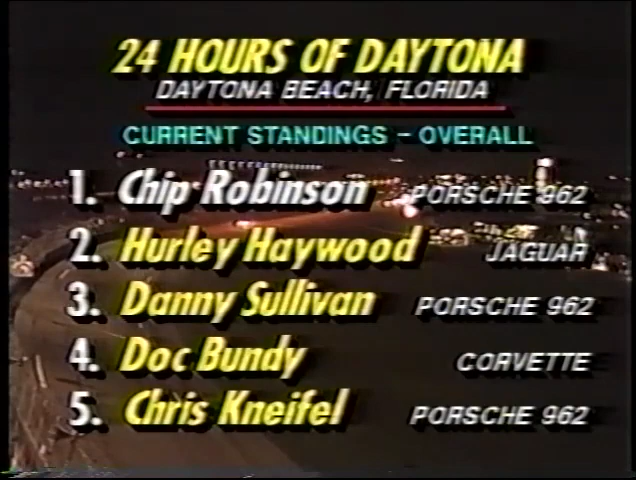 24 HOURS OF DAYTONA
DAYTONA BEACH, FLORIDA
CURRENT STANDINGS - OVERALL
1. Chip Robinson PORSCHE 962
2. Hurley Haywood JAGUAR
3. Danny Sullivan PORSCHE 962
4. Doc Bundy CORVETTE
5. Chris Kneifel PORSCHE 962